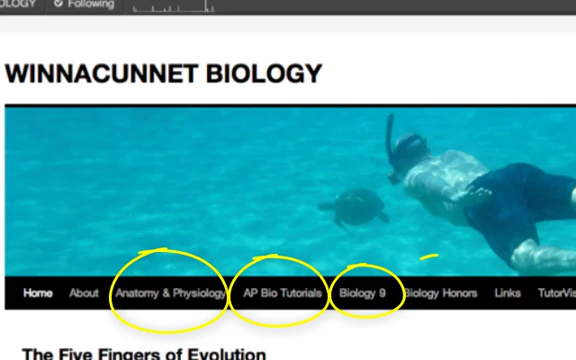 Following
WINNACUNNET BIOLOGY
Home About Anatomy & Physiology AP Bio Tutorials Biology 9 Biology Honors Links
The Five Fingers of Evolution